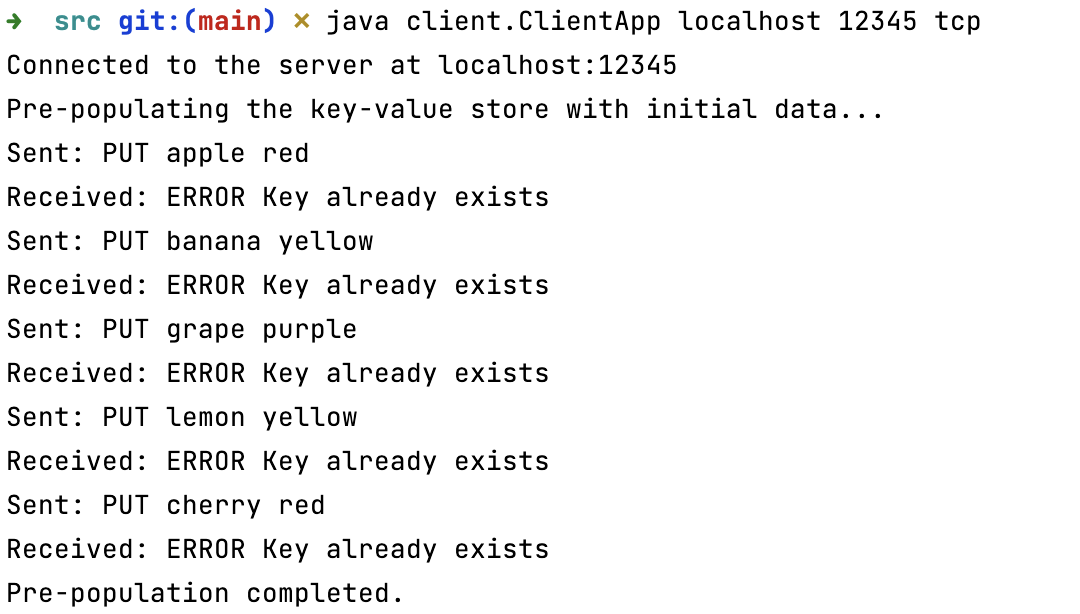 ➜  src git:(main) ✗ java client.ClientApp localhost 12345 tcp
Connected to the server at localhost:12345
Pre-populating the key-value store with initial data...
Sent: PUT apple red
Received: ERROR Key already exists
Sent: PUT banana yellow
Received: ERROR Key already exists
Sent: PUT grape purple
Received: ERROR Key already exists
Sent: PUT lemon yellow
Received: ERROR Key already exists
Sent: PUT cherry red
Received: ERROR Key already exists
Pre-population completed.